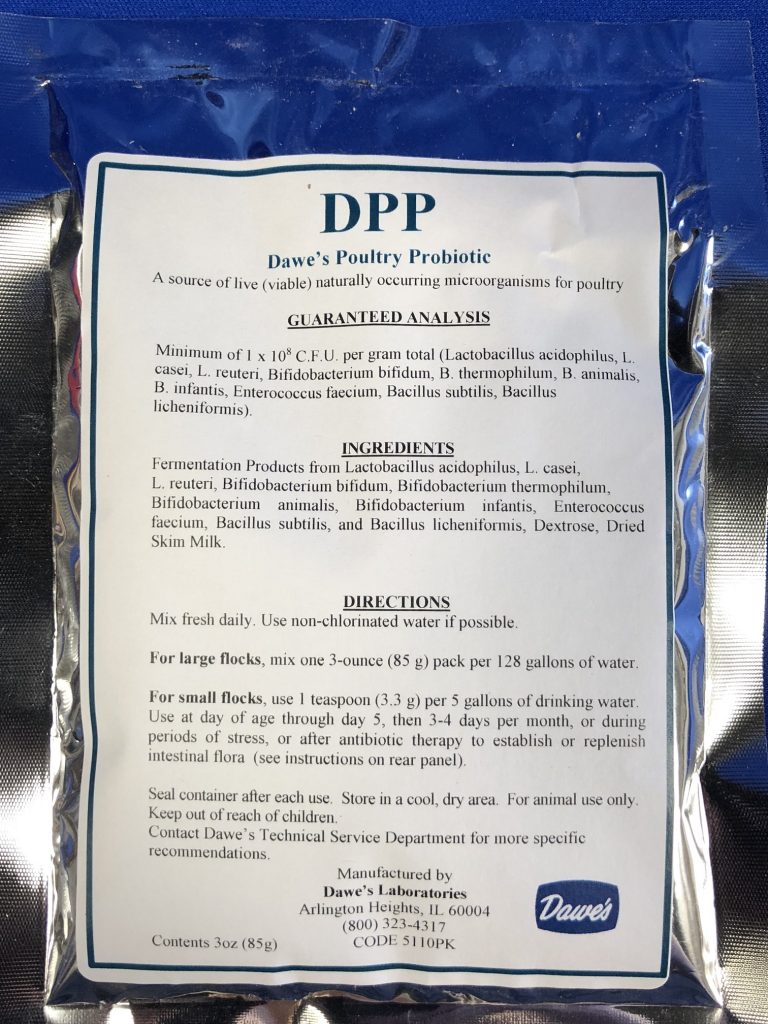 DPP
Dawe's Poultry Probiotic
A source of live (viable) naturally occurring microorganisms for poultry
GUARANTEED ANALYSIS
Minimum of 1 x 10⁸ C.F.U. per gram total (Lactobacillus acidophilus, L.
casei, L. reuteri, Bifidobacterium bifidum, B. thermophilum, B. animalis,
B. infantis, Enterococcus faecium, Bacillus subtilis, Bacillus
licheniformis).
INGREDIENTS
Fermentation Products from Lactobacillus acidophilus, L. casei,
L. reuteri, Bifidobacterium bifidum, Bifidobacterium thermophilum,
Bifidobacterium animalis, Bifidobacterium infantis, Enterococcus
faecium, Bacillus subtilis, and Bacillus licheniformis, Dextrose, Dried
Skim Milk.
DIRECTIONS
Mix fresh daily. Use non-chlorinated water if possible.
For large flocks, mix one 3-ounce (85 g) pack per 128 gallons of water.
For small flocks, use 1 teaspoon (3.3 g) per 5 gallons of drinking water.
Use at day of age through day 5, then 3-4 days per month, or during
periods of stress, or after antibiotic therapy to establish or replenish
intestinal flora (see instructions on rear panel).
Seal container after each use. Store in a cool, dry area. For animal use only.
Keep out of reach of children.
Contact Dawe's Technical Service Department for more specific
recommendations.
Manufactured by
Dawe's Laboratories
Arlington Heights, IL 60004
(800) 323-4317
Contents 3oz (85g) CODE 5110PK
Dawe's